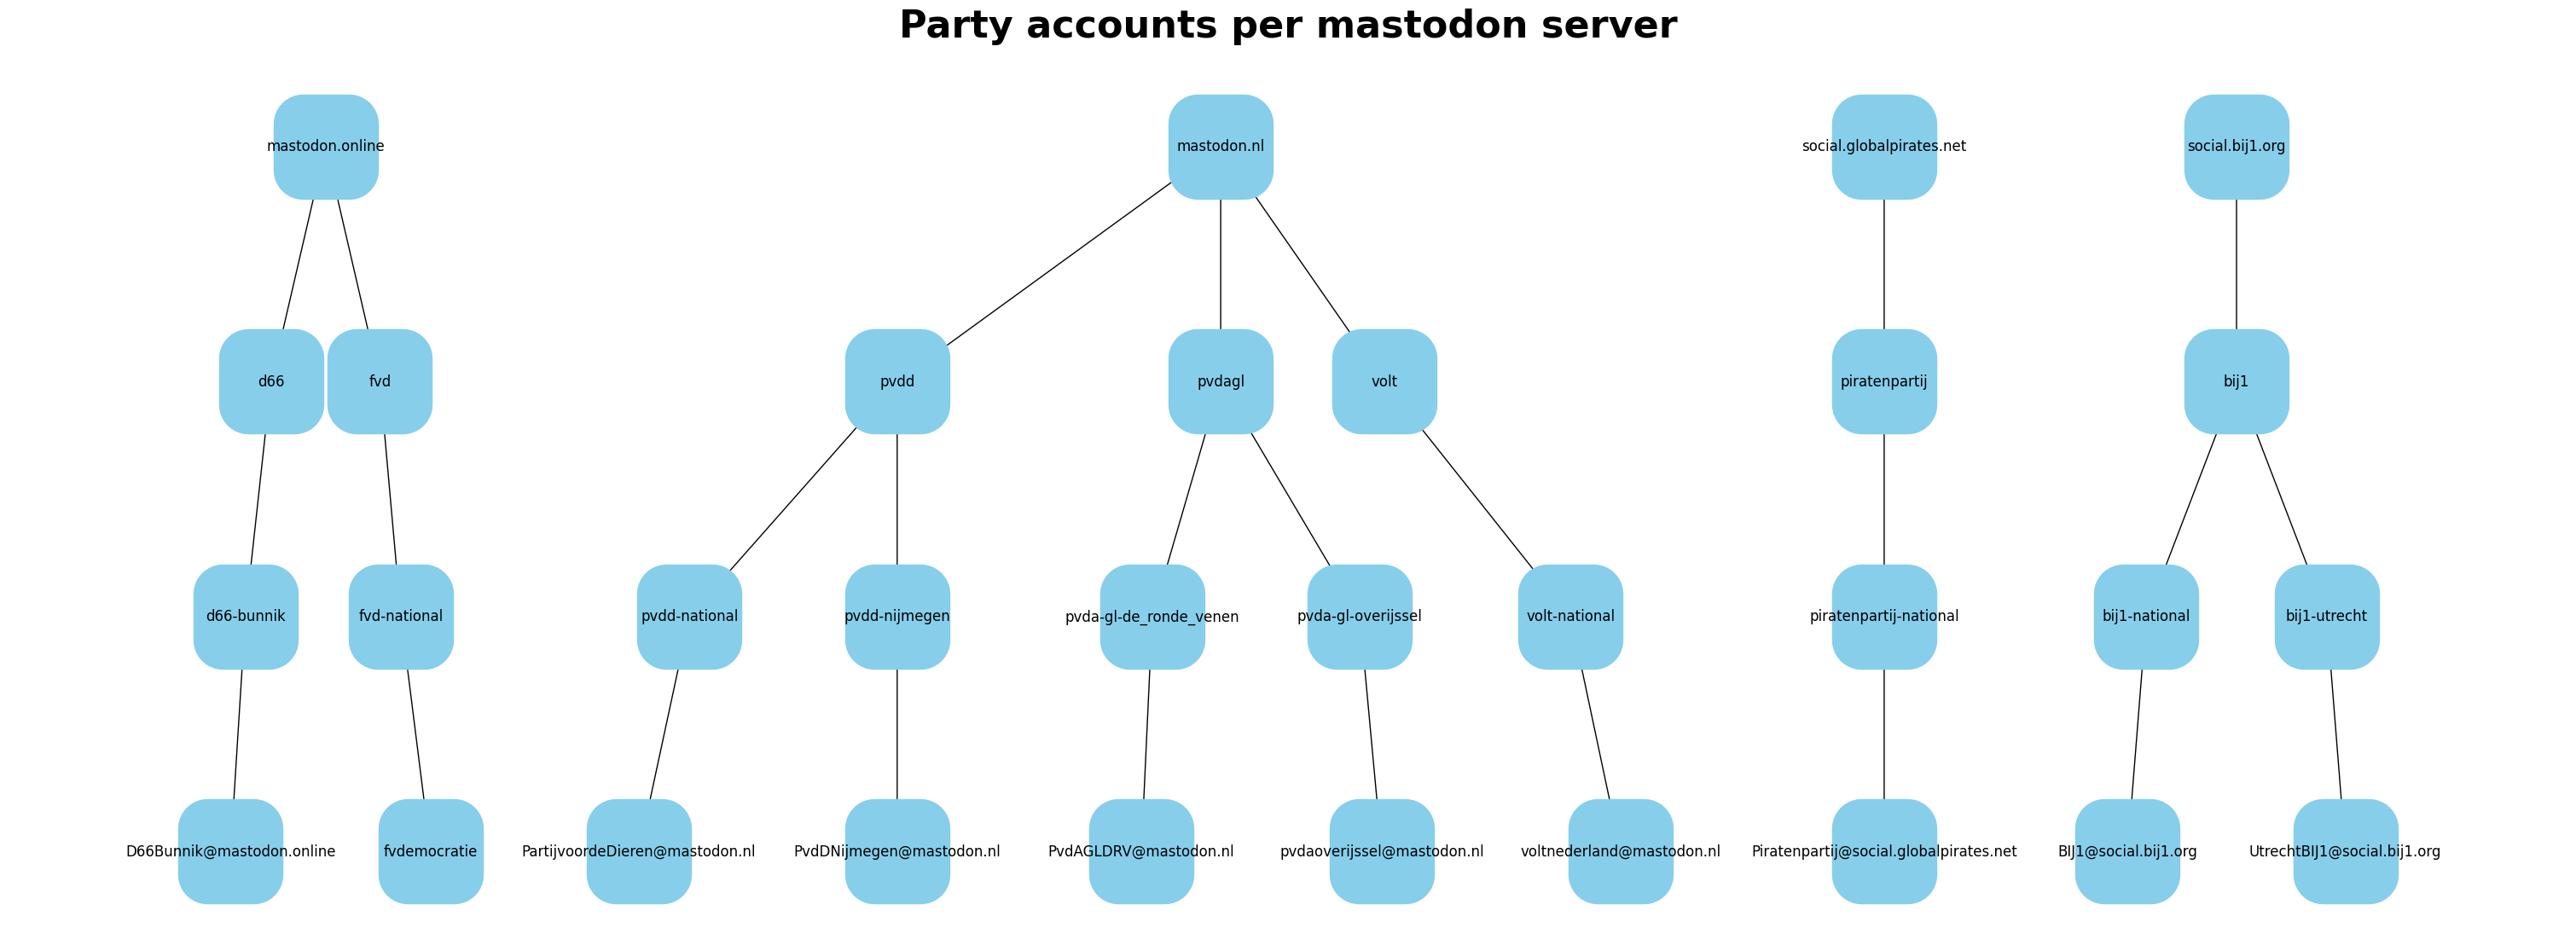 Party accounts per mastodon server
mastodon.online
mastodon.nl
social.globalpirates.net
social.bij1.org
d66
fvd
pvdd
pvdagl
volt
piratenpartij
bij1
d66-bunnik
fvd-national
pvdd-national
pvdd-nijmegen
pvda-gl-de_ronde_venen
pvda-gl-overijssel
volt-national
piratenpartij-national
bij1-national
bij1-utrecht
D66Bunnik@mastodon.online
fvdemocratie
PartijvoordeDieren@mastodon.nl
PvdDNijmegen@mastodon.nl
PvdAGLDRV@mastodon.nl
pvdaoverijssel@mastodon.nl
voltnederland@mastodon.nl
Piratenpartij@social.globalpirates.net
BIJ1@social.bij1.org
UtrechtBIJ1@social.bij1.org